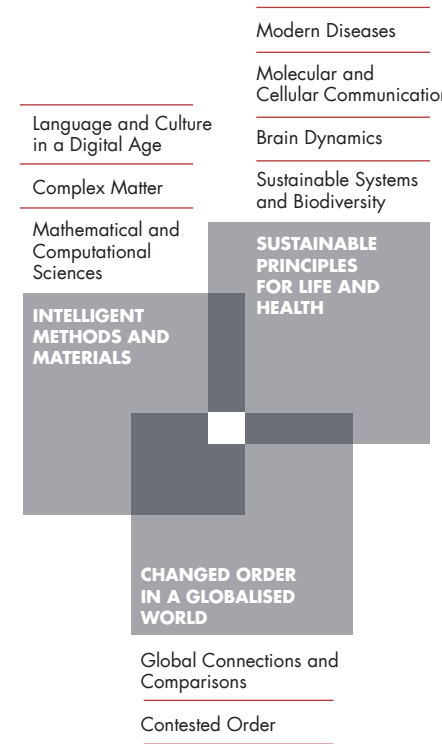 Modern Diseases
Molecular and
Cellular Communication
Brain Dynamics
Sustainable Systems
and Biodiversity
SUSTAINABLE
PRINCIPLES
FOR LIFE AND
HEALTH
Language and Culture
in a Digital Age
Complex Matter
Mathematical and
Computational
Sciences
INTELLIGENT
METHODS AND
MATERIALS
CHANGED ORDER
IN A GLOBALISED
WORLD
Global Connections and
Comparisons
Contested Order